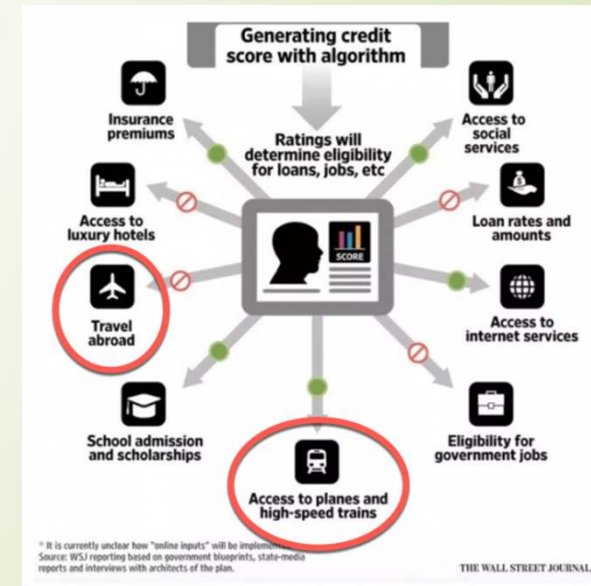 Generating credit
score with algorithm
Insurance
premiums
Ratings will
determine eligibility
for loans, jobs, etc
Access to
social
services
Access to
luxury hotels
SCORE
Loan rates and
amounts
Travel
abroad
Access to
internet services
School admission
and scholarships
Access to planes and
high-speed trains
Eligibility for
government jobs
* It is currently unclear how "online inputs" will be
Source: WSJ reporting based on government blueprints, state-media
reports and interviews with architects of the plan.
THE WALL STREET JOURNAL